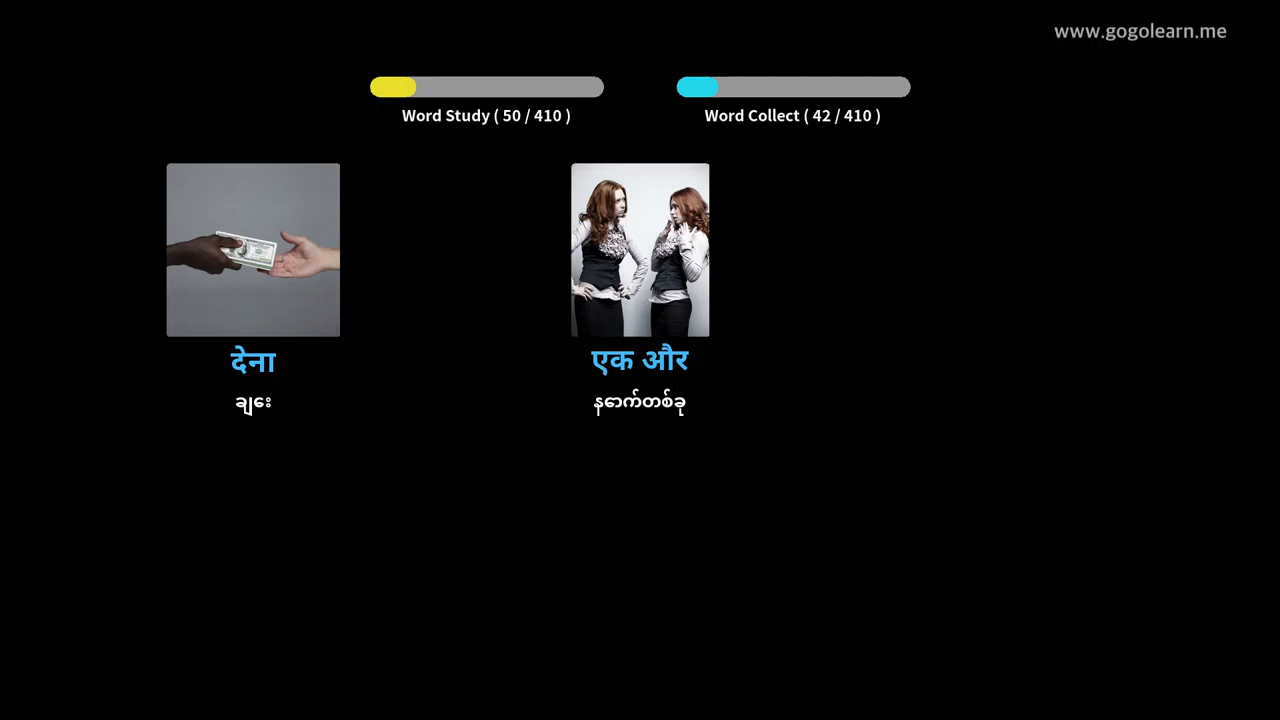 www.gogolearn.me
Word Study ( 50 / 410 )
Word Collect ( 42 / 410 )
देना
ချေး
एक और
နောက်တစ်ခု